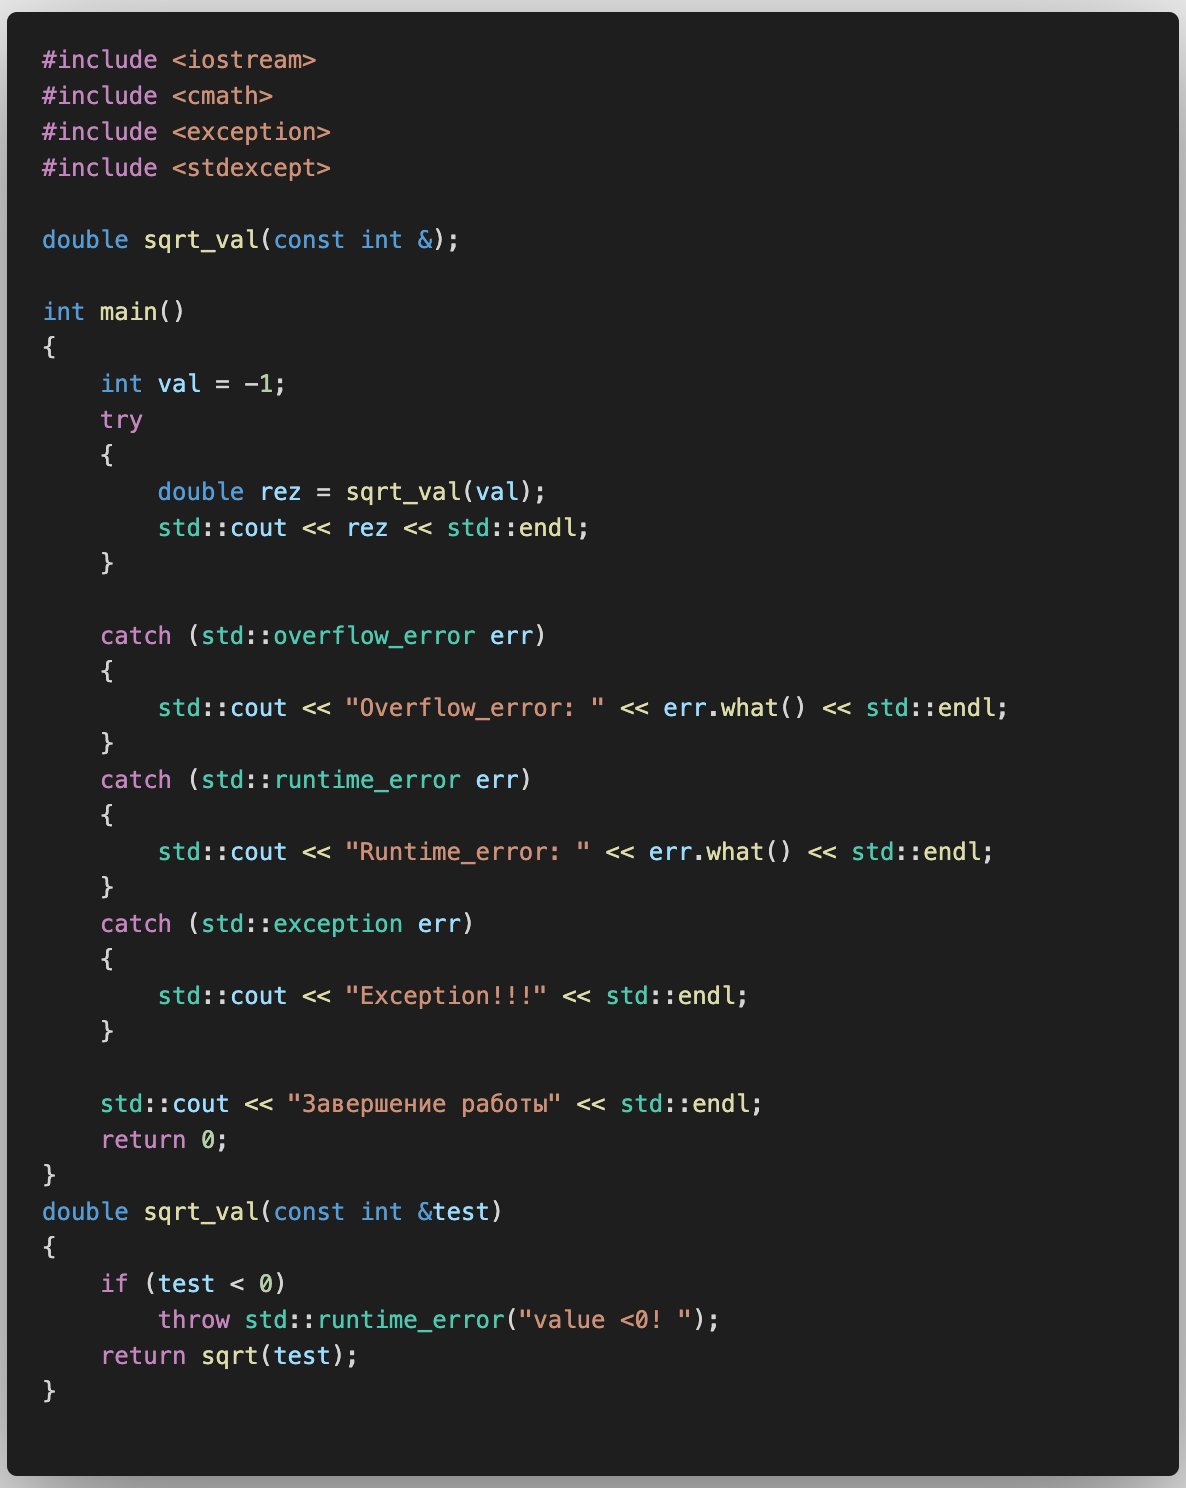 #include <iostream>
#include <cmath>
#include <exception>
#include <stdexcept>

double sqrt_val(const int &);

int main()
{
    int val = -1;
    try
    {
        double rez = sqrt_val(val);
        std::cout << rez << std::endl;
    }

    catch (std::overflow_error err)
    {
        std::cout << "Overflow_error: " << err.what() << std::endl;
    }
    catch (std::runtime_error err)
    {
        std::cout << "Runtime_error: " << err.what() << std::endl;
    }
    catch (std::exception err)
    {
        std::cout << "Exception!!!" << std::endl;
    }

    std::cout << "Завершение работы" << std::endl;
    return 0;
}
double sqrt_val(const int &test)
{
    if (test < 0)
        throw std::runtime_error("value <0! ");
    return sqrt(test);
}